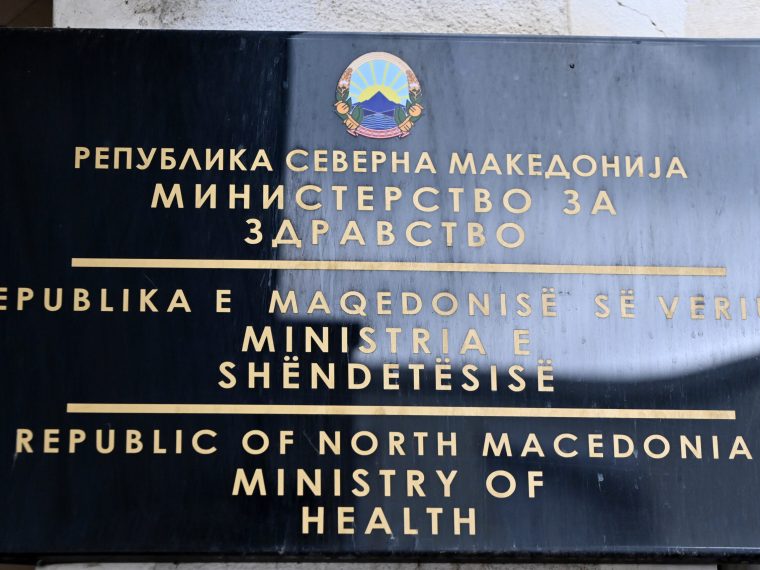 РЕПУБЛИКА СЕВЕРНА МАКЕДОНИЈА
МИНИСТЕРСТВО ЗА
ЗДРАВСТВО
EPUBLIKA E MAQEDONISË SË VERI
MINISTRIA E
SHËNDETËSISË
REPUBLIC OF NORTH MACEDONIA
MINISTRY OF
HEALTH